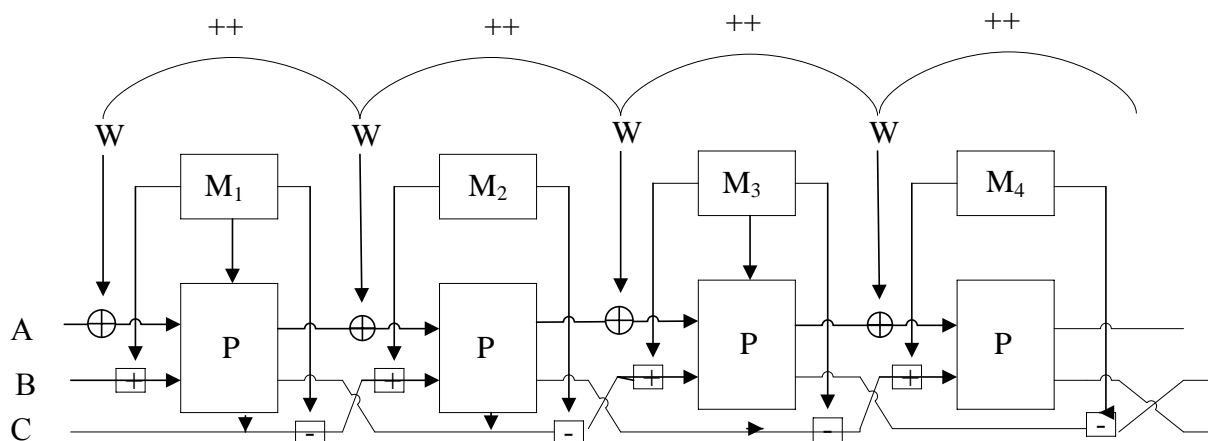 ++ ++ ++ ++
W W W W
M₁ M₂ M₃ M₄
A P P P P
B + + + +
C - - - -